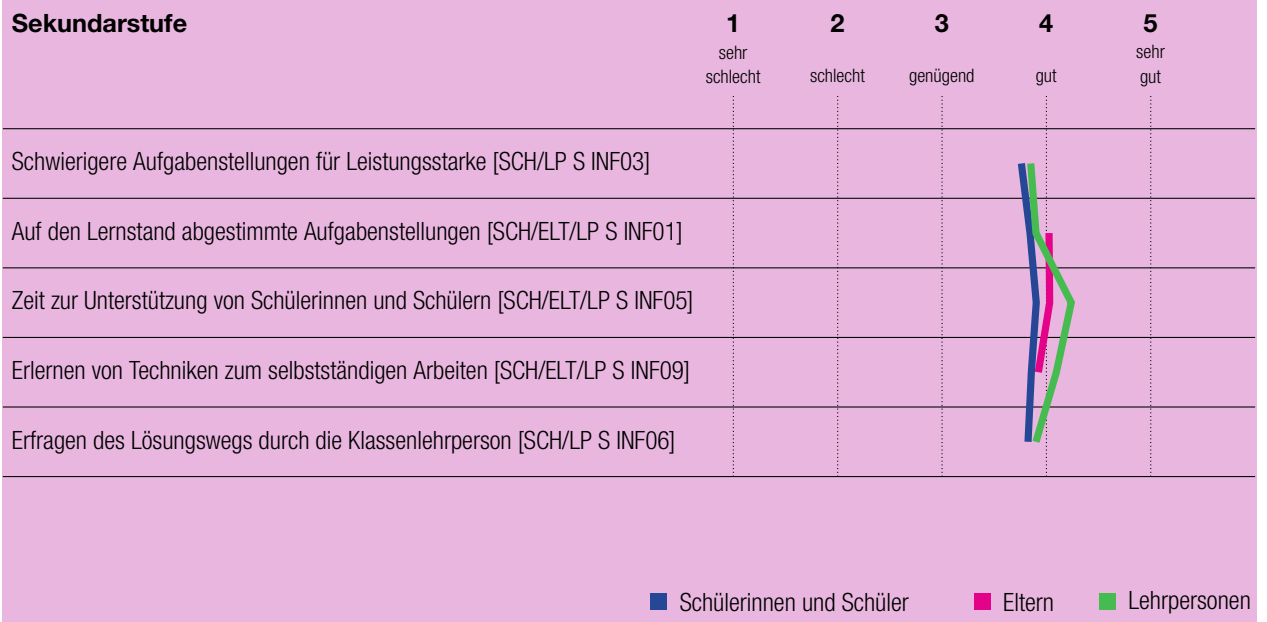 Sekundarstufe 1 2 3 4 5
sehr sehr
schlecht schlecht genügend gut gut
Schwierigere Aufgabenstellungen für Leistungsstarke [SCH/LP S INF03]
Auf den Lernstand abgestimmte Aufgabenstellungen [SCH/ELT/LP S INF01]
Zeit zur Unterstützung von Schülerinnen und Schülern [SCH/ELT/LP S INF05]
Erlernen von Techniken zum selbstständigen Arbeiten [SCH/ELT/LP S INF09]
Erfragen des Lösungswegs durch die Klassenlehrperson [SCH/LP S INF06]
Schülerinnen und Schüler Eltern Lehrpersonen